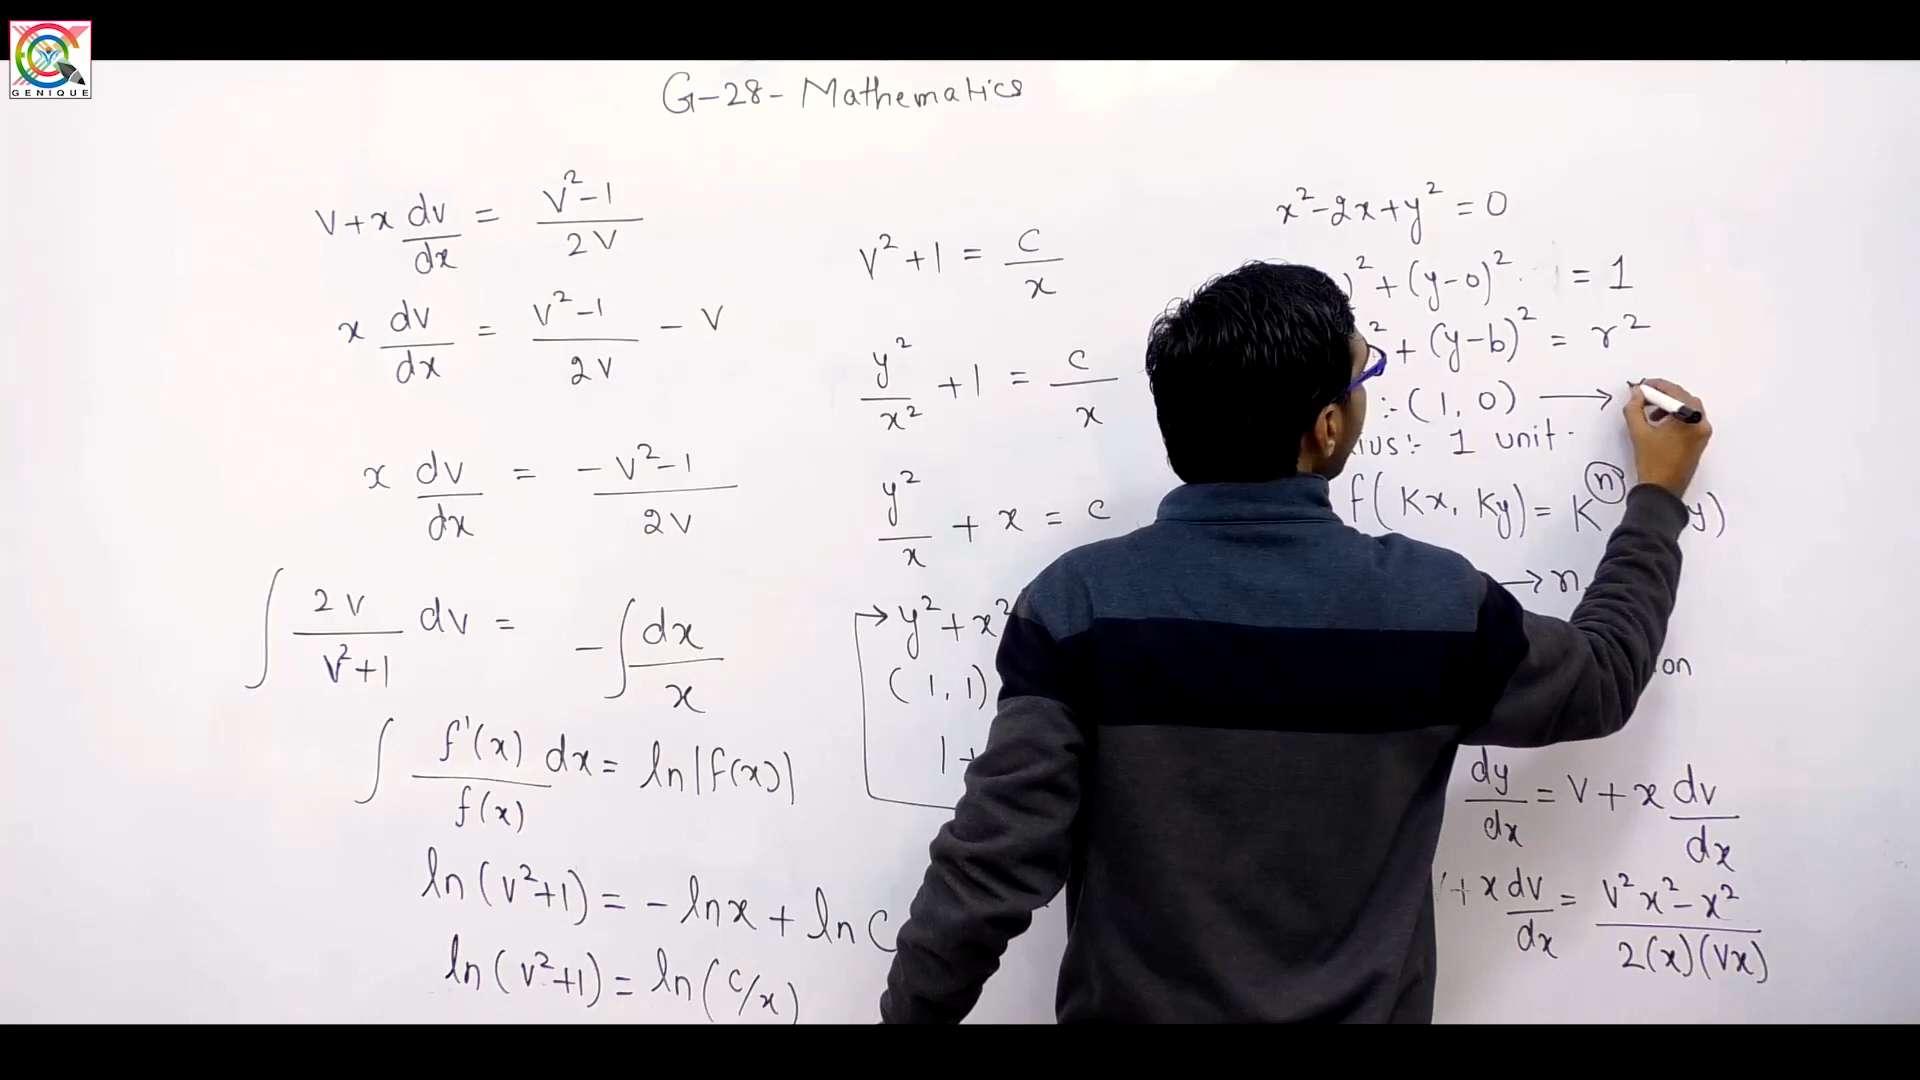 GENIQUE
G-28- Mathematics
v+x dv/dx = (v²-1)/2v
x dv/dx = (v²-1)/2v - v
x dv/dx = (-v²-1)/2v
∫ 2v/(v²+1) dv = -∫ dx/x
∫ f'(x)/f(x) dx = ln|f(x)|
ln(v²+1) = -lnx + ln C
ln(v²+1) = ln(c/x)
v²+1 = c/x
y²/x² +1 = c/x
y²/x + x = c
→ y²+x²
(1,1)
1+
x²-2x+y² = 0
)²+(y-0)² = 1
² + (y-b)² = r²
:- (1, 0) →
ius:- 1 unit.
f(Kx, Ky) = Kⁿ y)
→ n
on
dy/dx = v + x dv/dx
+ x dv/dx = (v²x²-x²)/2(x)(vx)